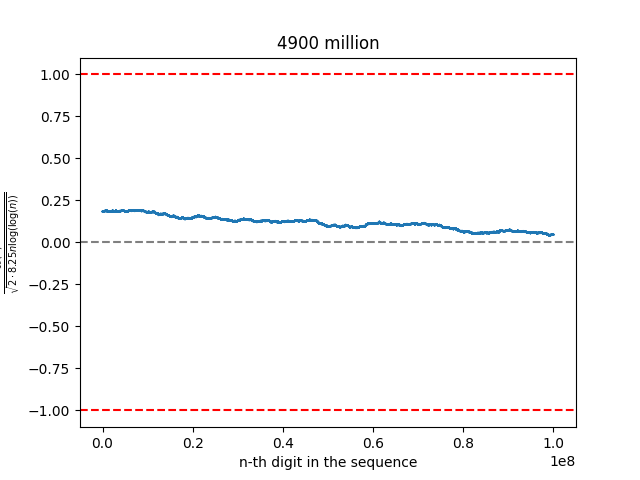 4900 million
1.00
0.75
0.50
0.25
0.00
−0.25
−0.50
−0.75
−1.00
√2 · 8.25n log(log(n))
0.0 0.2 0.4 0.6 0.8 1.0
1e8
n-th digit in the sequence